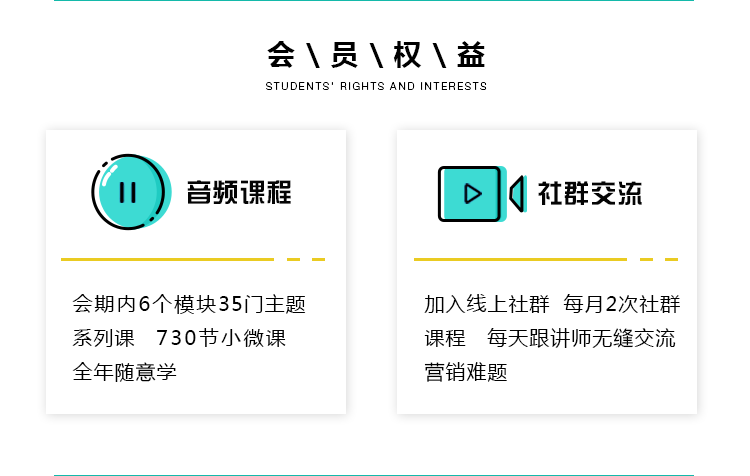 会\员\权\益
STUDENTS' RIGHTS AND INTERESTS
音频课程
会期内6个模块35门主题
系列课 730节小微课
全年随意学
社群交流
加入线上社群 每月2次社群
课程 每天跟讲师无缝交流
营销难题